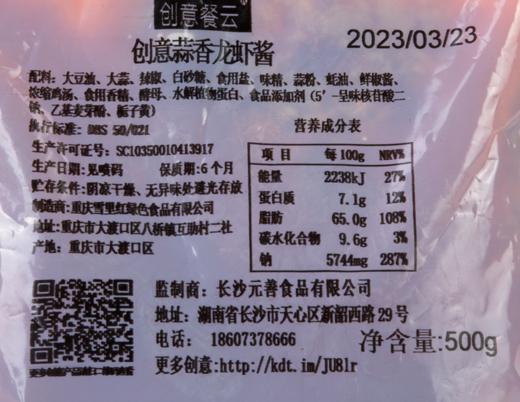 创意餐云
创意蒜香龙虾酱
2023/03/23
配料：大豆油、大蒜、辣椒、白砂糖、食用盐、味精、蒜粉、蚝油、鲜椒酱、
浓缩鸡汤、食用香精、酵母、水解植物蛋白、食品添加剂（5′-呈味核苷酸二
钠、乙基麦芽酚、栀子黄）
执行标准：DBS 50/021
生产许可证号：SC10350010413917
生产日期:见喷码 保质期:6个月
贮存条件:阴凉干燥、无异味处避光存放
制造商:重庆雪里红绿色食品有限公司
地址:重庆市大渡口区八桥镇互助村二社
产地：重庆市大渡口区
营养成分表
项目 每100g NRV%
能量 2238kJ 27%
蛋白质 7.1g 12%
脂肪 65.0g 108%
碳水化合物 9.6g 3%
钠 5744mg 287%
监制商：长沙元善食品有限公司
地址：湖南省长沙市天心区新韶西路29号
电话：18607378666
净含量:500g
更多创意:http://kdt.im/JU81r